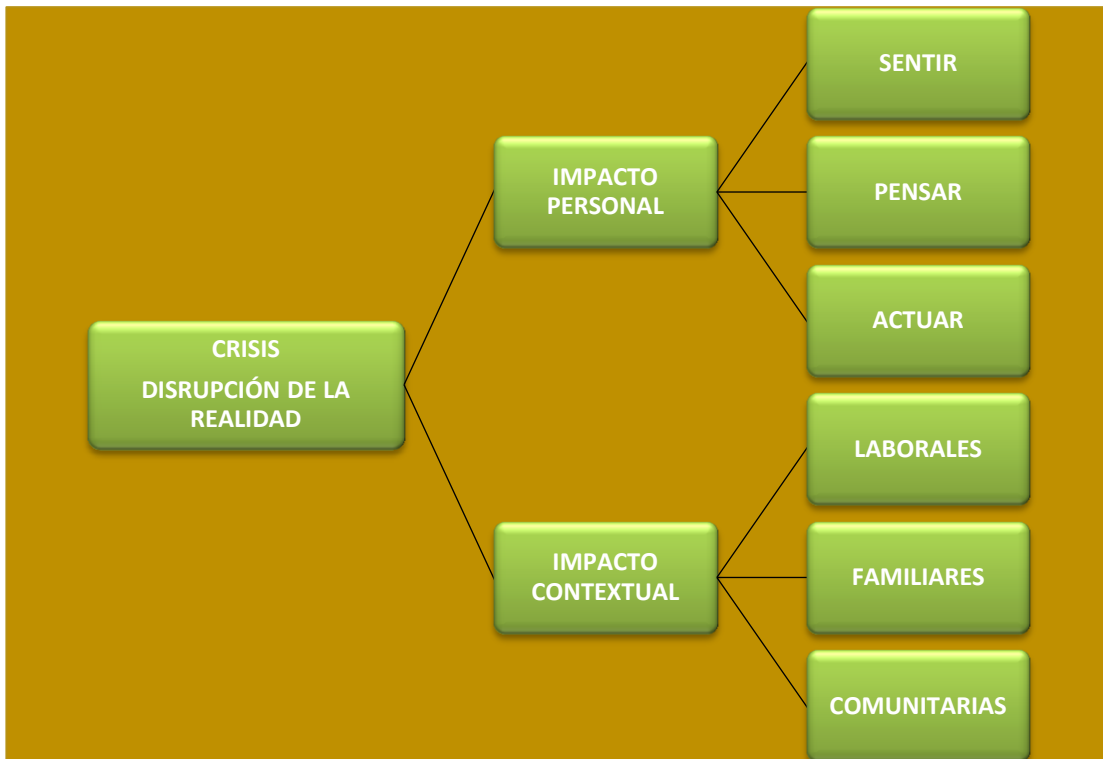 CRISIS
DISRUPCIÓN DE LA
REALIDAD
IMPACTO
PERSONAL
SENTIR
PENSAR
ACTUAR
IMPACTO
CONTEXTUAL
LABORALES
FAMILIARES
COMUNITARIAS